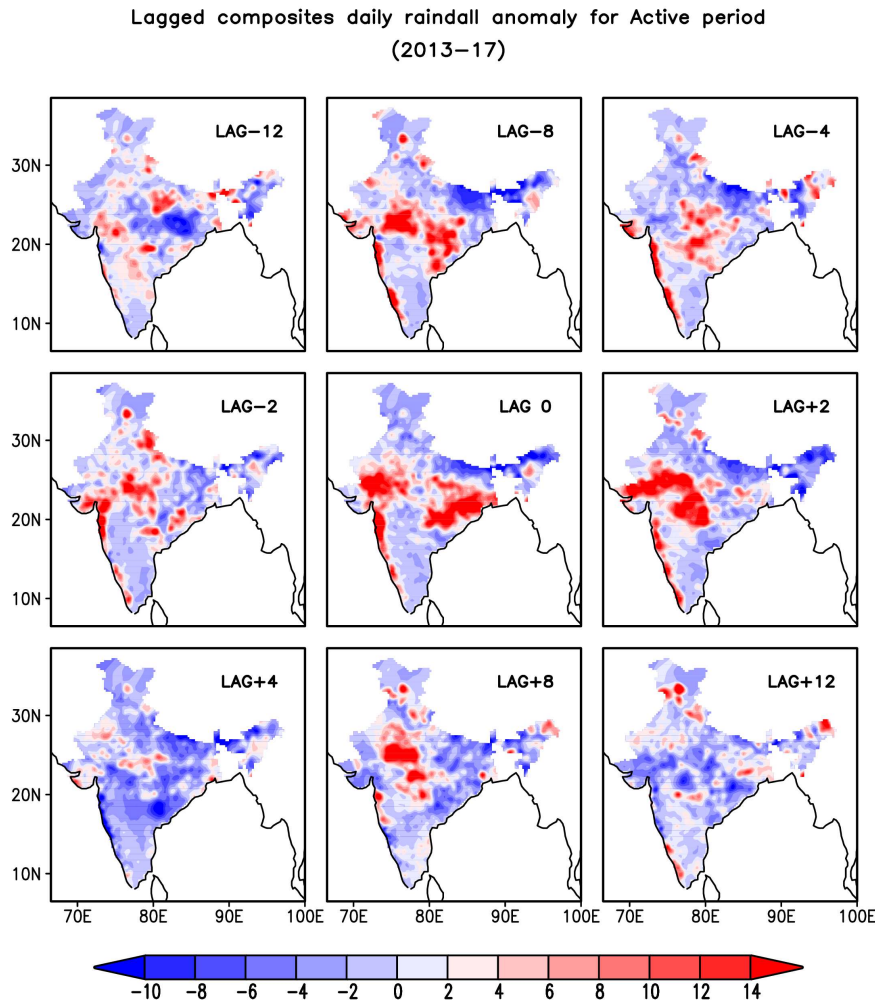 Lagged composites daily raindall anomaly for Active period
(2013–17)
LAG−12
LAG−8
LAG−4
30N
20N
10N
LAG−2
LAG 0
LAG+2
30N
20N
10N
LAG+4
LAG+8
LAG+12
30N
20N
10N
70E 80E 90E 100E 70E 80E 90E 100E 70E 80E 90E 100E
−10 −8 −6 −4 −2 0 2 4 6 8 10 12 14